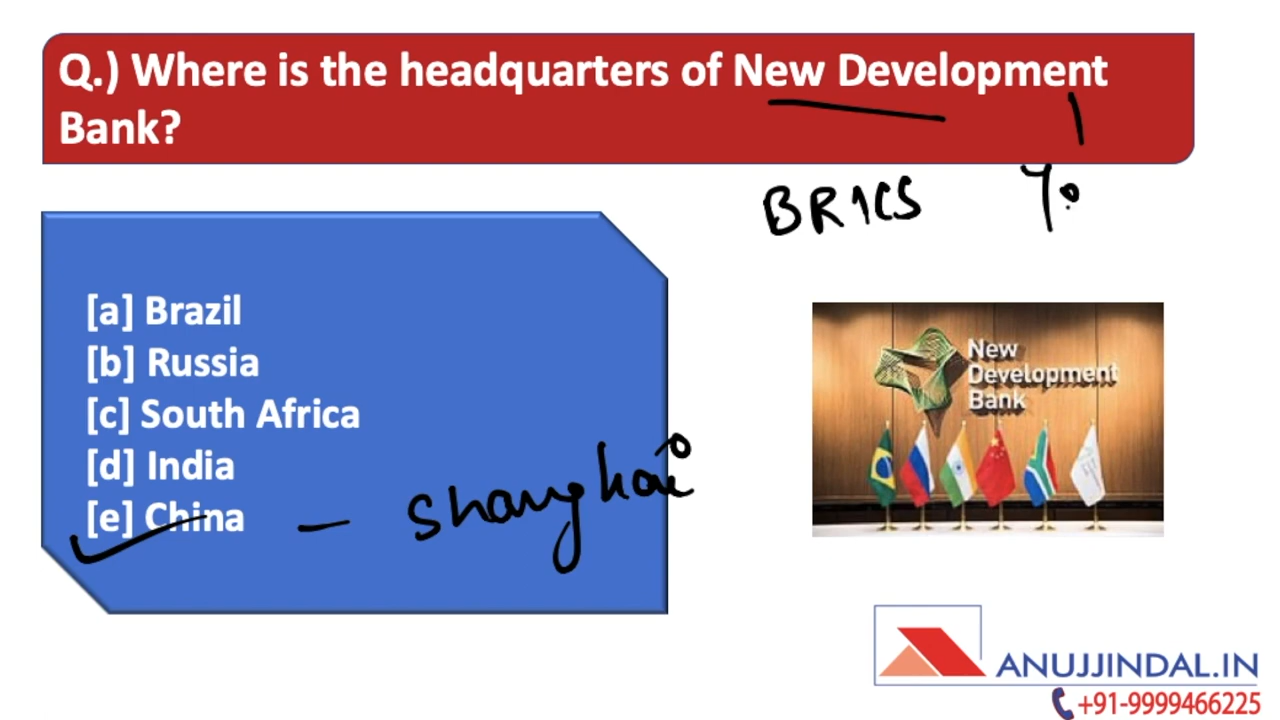 Q.) Where is the headquarters of New Development
Bank?
BRICS
[a] Brazil
[b] Russia
[c] South Africa
[d] India
[e] China — Shanghai
New
Development
Bank
ANUJJINDAL.IN
+91-9999466225